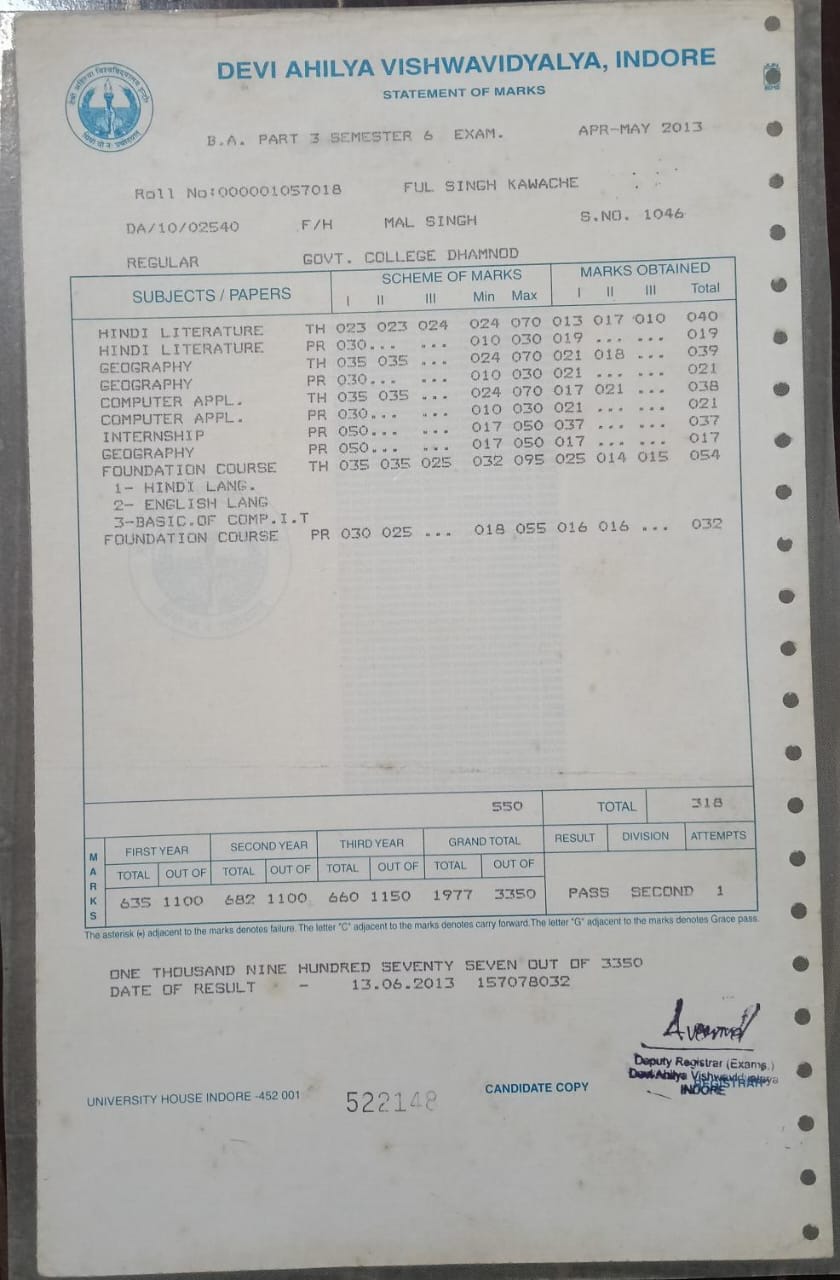 DEVI AHILYA VISHWAVIDYALYA, INDORE
STATEMENT OF MARKS
B.A. PART 3 SEMESTER 6 EXAM. APR-MAY 2013
Roll No:000001057018 FUL SINGH KAWACHE
DA/10/02540 F/H MAL SINGH S.NO. 1046
REGULAR GOVT. COLLEGE DHAMNOD
SUBJECTS / PAPERS SCHEME OF MARKS MARKS OBTAINED
I II III Min Max I II III Total
HINDI LITERATURE TH 023 023 024 024 070 013 017 010 040
HINDI LITERATURE PR 030... ... 010 030 019 ... ... 019
GEOGRAPHY TH 035 035 ... 024 070 021 018 ... 039
GEOGRAPHY PR 030... ... 010 030 021 ... ... 021
COMPUTER APPL. TH 035 035 ... 024 070 017 021 ... 038
COMPUTER APPL. PR 030... ... 010 030 021 ... ... 021
INTERNSHIP PR 050... ... 017 050 037 ... ... 037
GEOGRAPHY PR 050... ... 017 050 017 ... ... 017
FOUNDATION COURSE TH 035 035 025 032 095 025 014 015 054
1- HINDI LANG.
2- ENGLISH LANG
3-BASIC.OF COMP.I.T
FOUNDATION COURSE PR 030 025 ... 018 055 016 016 ... 032
550 TOTAL 318
MARKS FIRST YEAR SECOND YEAR THIRD YEAR GRAND TOTAL RESULT DIVISION ATTEMPTS
TOTAL OUT OF TOTAL OUT OF TOTAL OUT OF TOTAL OUT OF
635 1100 682 1100 660 1150 1977 3350 PASS SECOND 1
The asterisk (*) adjacent to the marks denotes failure. The letter "C" adjacent to the marks denotes carry forward. The letter "G" adjacent to the marks denotes Grace pass.
ONE THOUSAND NINE HUNDRED SEVENTY SEVEN OUT OF 3350
DATE OF RESULT - 13.06.2013 157078032
Deputy Registrar (Exams.)
Devi Ahilya Vishwavidyalaya
REGISTRAR
INDORE
UNIVERSITY HOUSE INDORE -452 001 522148 CANDIDATE COPY